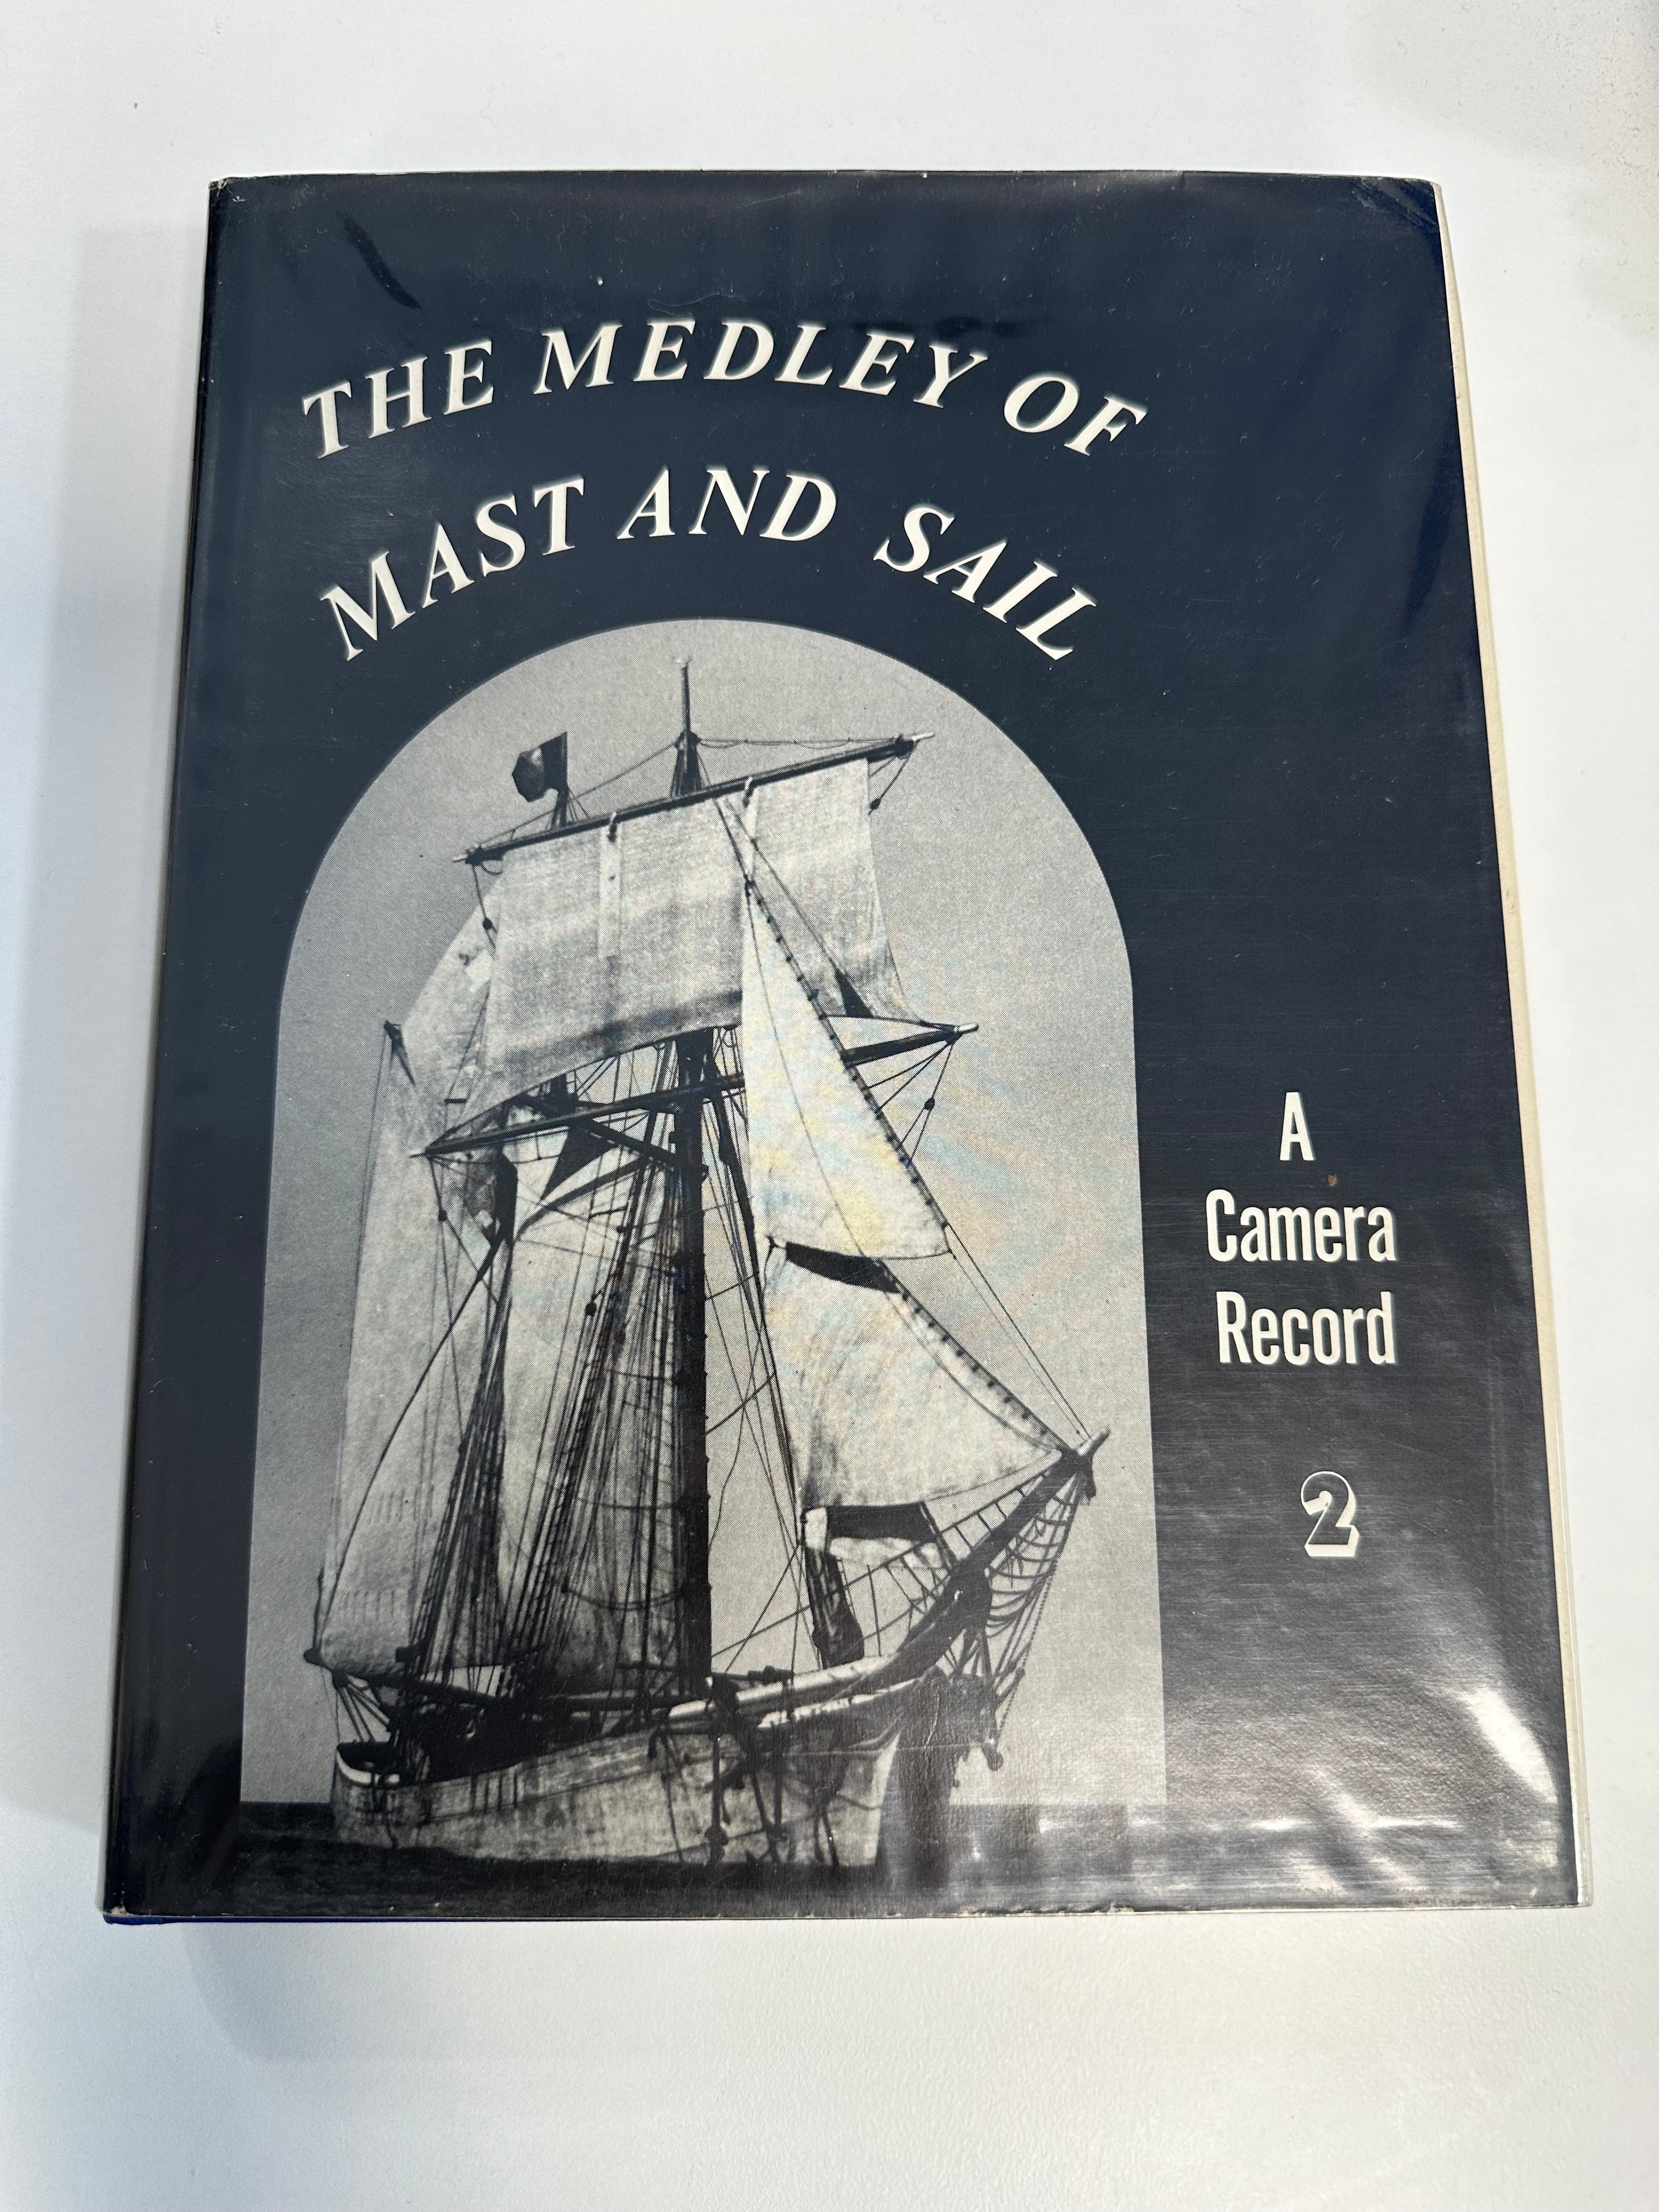 THE MEDLEY OF
MAST AND SAIL
A
Camera
Record
2